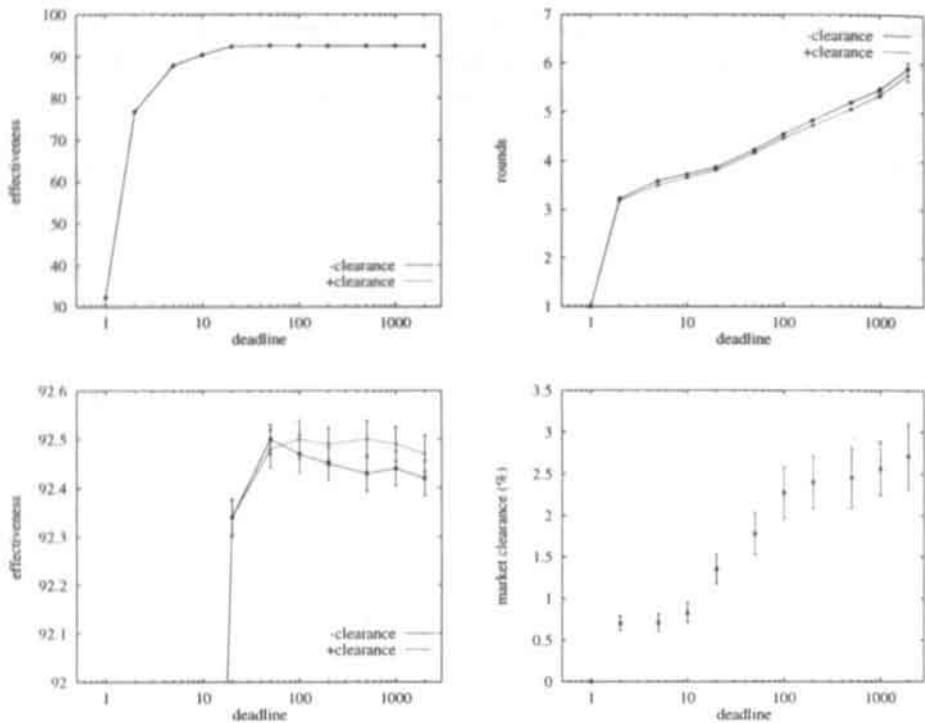 100
90
80
70
60
50
40
30
effectiveness
-clearance
+clearance
1 10 100 1000
deadline
7
6
5
4
3
2
1
rounds
-clearance
+clearance
1 10 100 1000
deadline
92.6
92.5
92.4
92.3
92.2
92.1
92
effectiveness
-clearance
+clearance
1 10 100 1000
deadline
3.5
3
2.5
2
1.5
1
0.5
0
market clearance (%)
1 10 100 1000
deadline